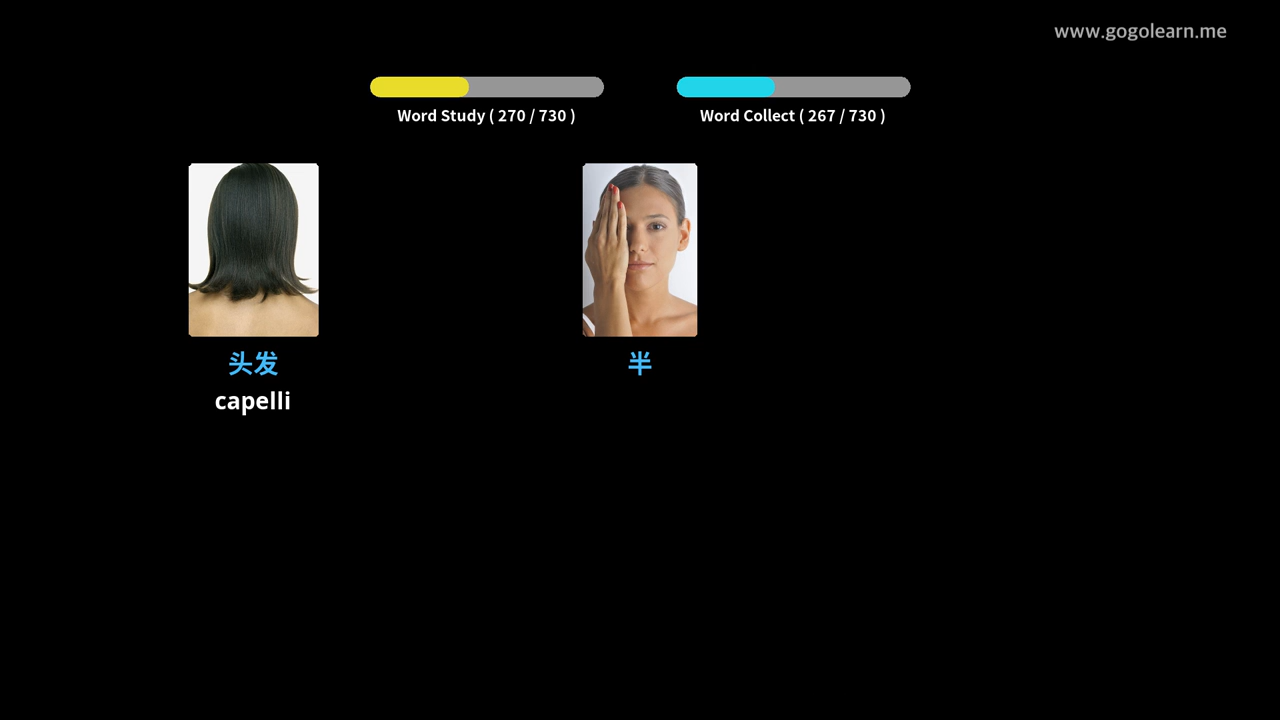 www.gogolearn.me
Word Study ( 270 / 730 )
Word Collect ( 267 / 730 )
头发
capelli
半